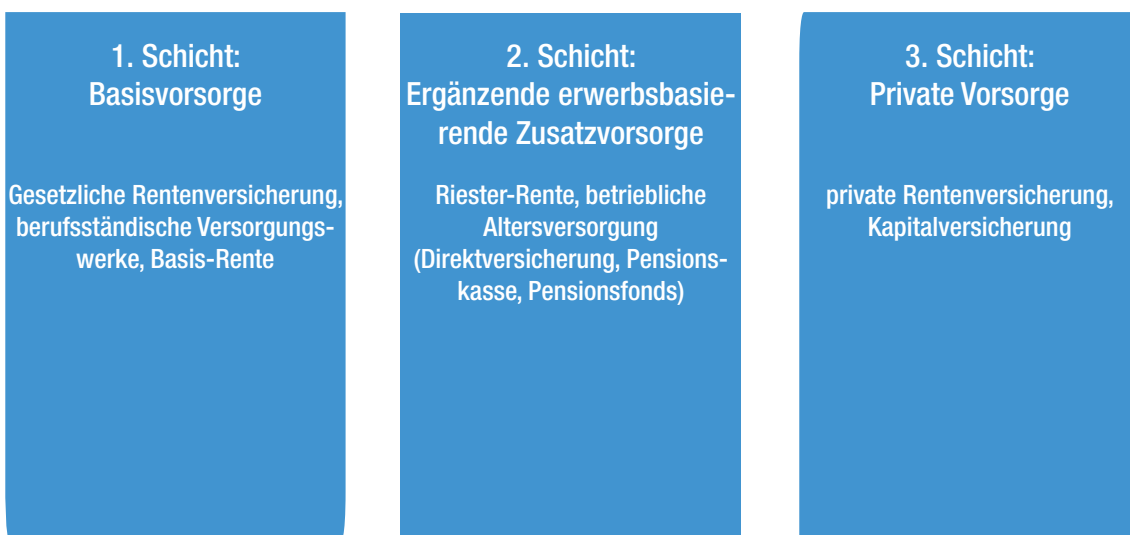 1. Schicht:
Basisvorsorge
Gesetzliche Rentenversicherung,
berufsständische Versorgungs-
werke, Basis-Rente
2. Schicht:
Ergänzende erwerbsbasie-
rende Zusatzvorsorge
Riester-Rente, betriebliche
Altersversorgung
(Direktversicherung, Pensions-
kasse, Pensionsfonds)
3. Schicht:
Private Vorsorge
private Rentenversicherung,
Kapitalversicherung